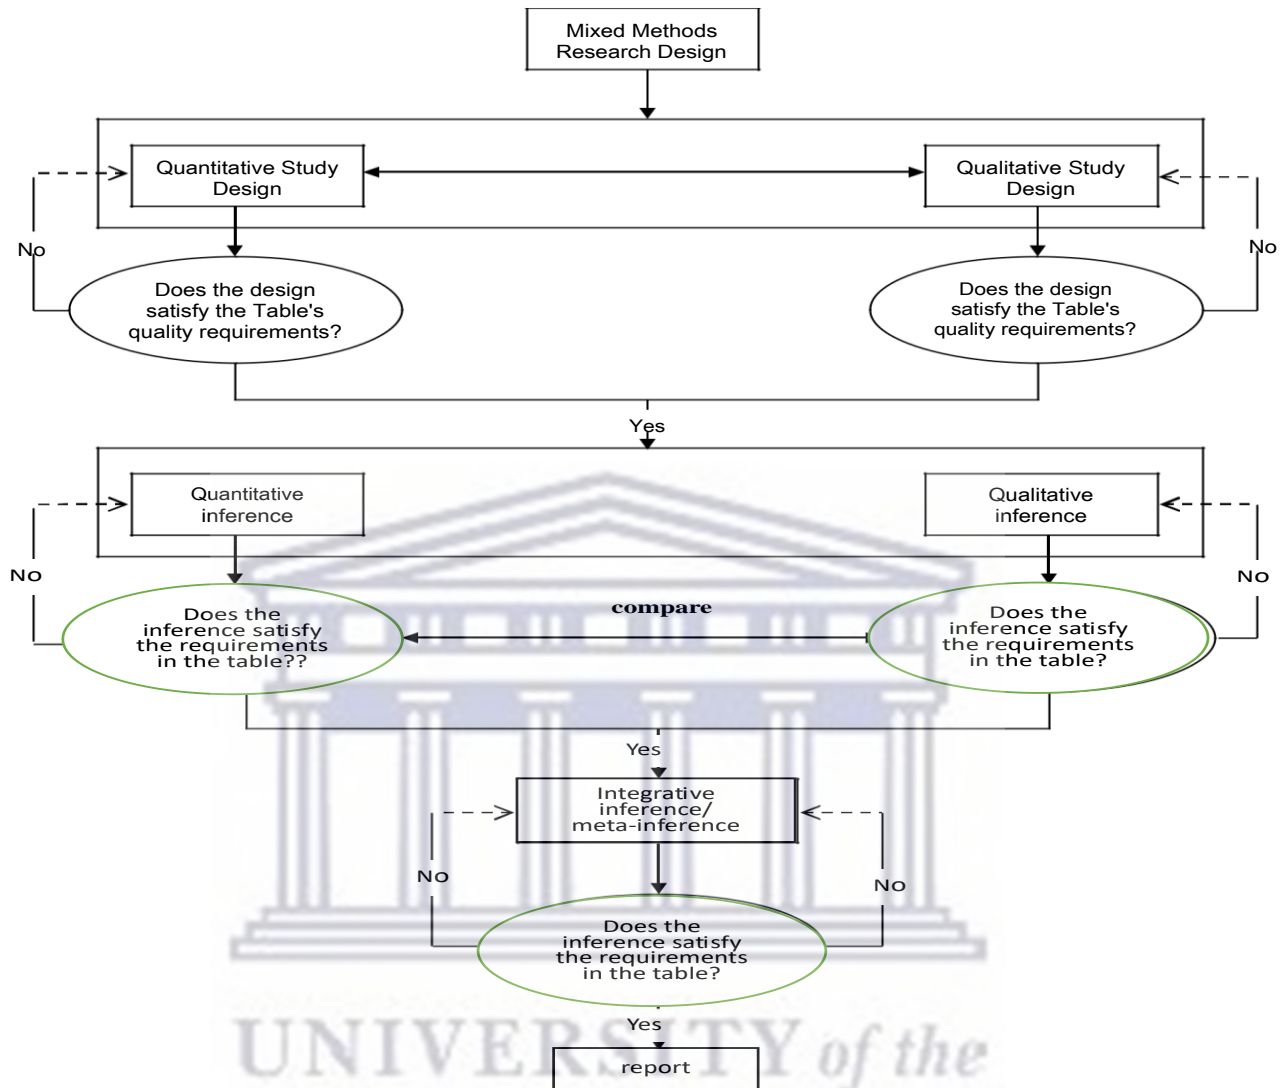 Mixed Methods
Research Design
Quantitative Study
Design
Qualitative Study
Design
No
No
Does the design
satisfy the Table's
quality requirements?
Does the design
satisfy the Table's
quality requirements?
Yes
Quantitative
inference
Qualitative
inference
No
No
compare
Does the
inference satisfy
the requirements
in the table??
Does the
inference satisfy
the requirements
in the table?
Yes
Integrative
inference/
meta-inference
No
No
Does the
inference satisfy
the requirements
in the table?
Yes
UNIVERSITY of the
report